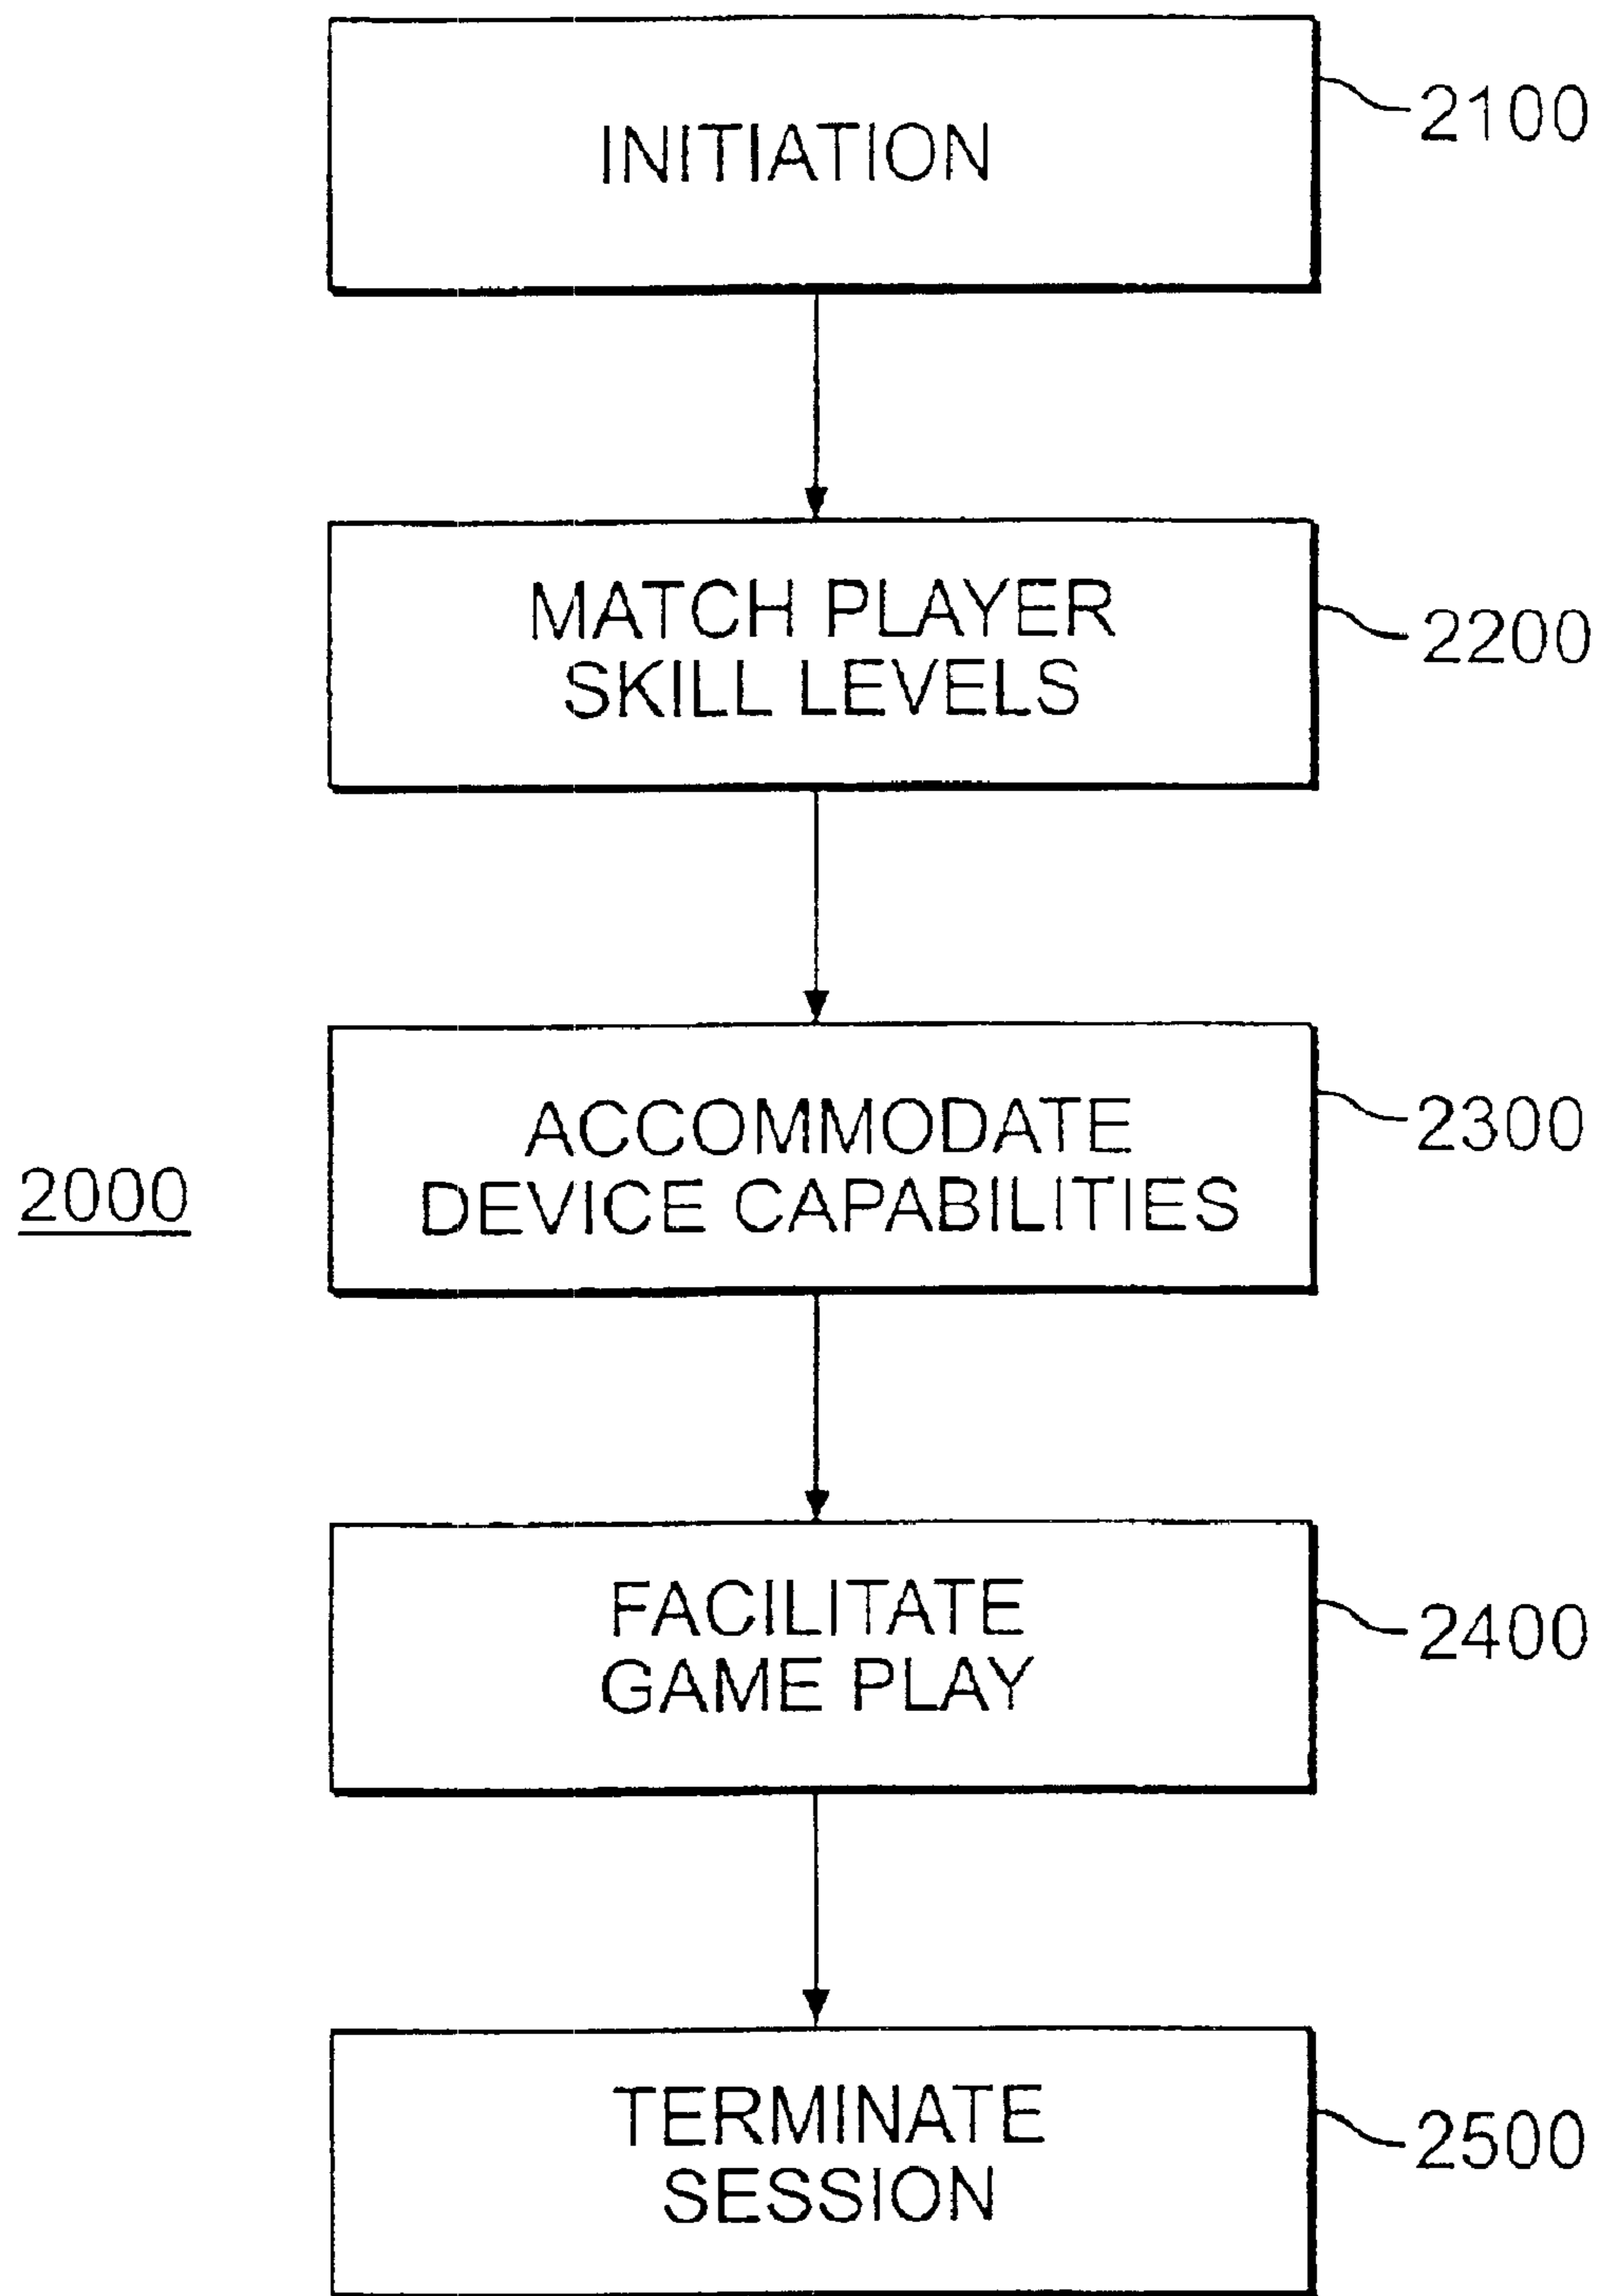 INITIATION
2100
MATCH PLAYER
SKILL LEVELS
2200
ACCOMMODATE
DEVICE CAPABILITIES
2300
2000
FACILITATE
GAME PLAY
2400
TERMINATE
SESSION
2500